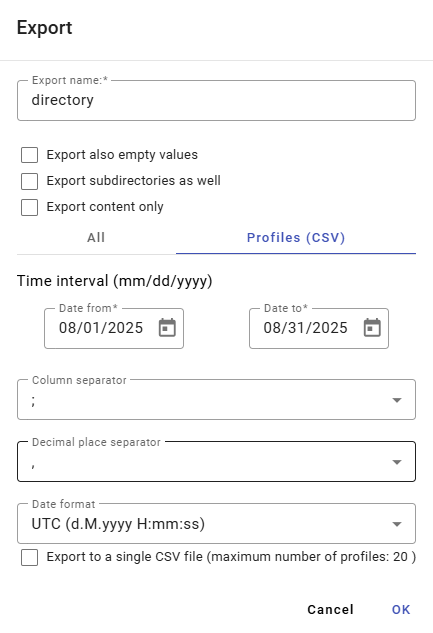 Export
Export name:*
directory
Export also empty values
Export subdirectories as well
Export content only
All Profiles (CSV)
Time interval (mm/dd/yyyy)
Date from* Date to*
08/01/2025 08/31/2025
Column separator
;
Decimal place separator
,
Date format
UTC (d.M.yyyy H:mm:ss)
Export to a single CSV file (maximum number of profiles: 20 )
Cancel OK